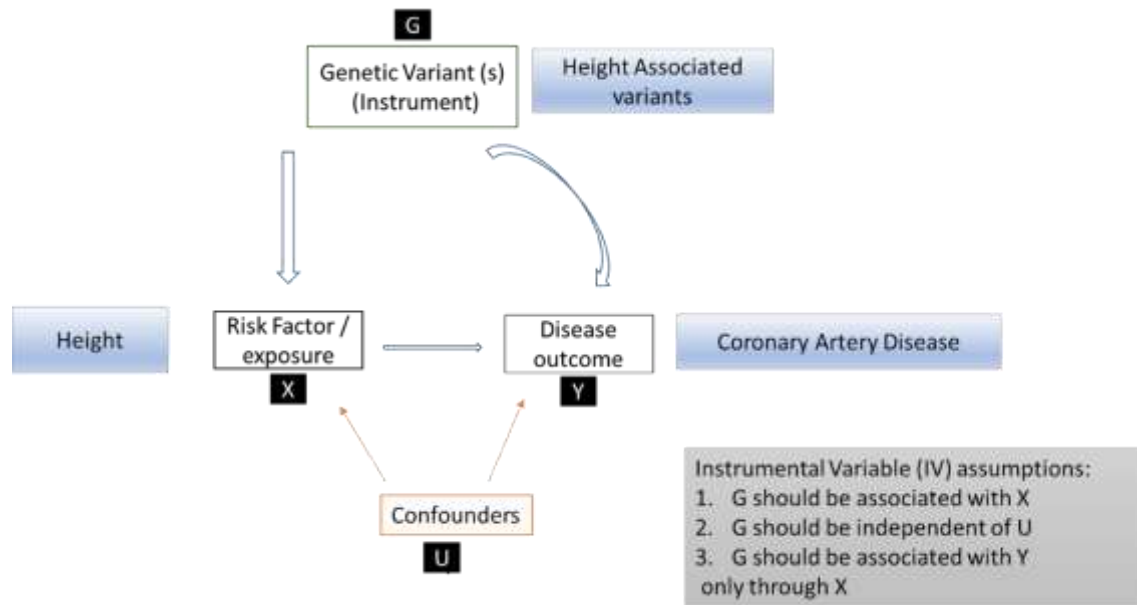 G
Genetic Variant (s)
(Instrument)
Height Associated
variants
Height
Risk Factor /
exposure
X
Disease
outcome
Y
Coronary Artery Disease
Confounders
U
Instrumental Variable (IV) assumptions:
1. G should be associated with X
2. G should be independent of U
3. G should be associated with Y
only through X